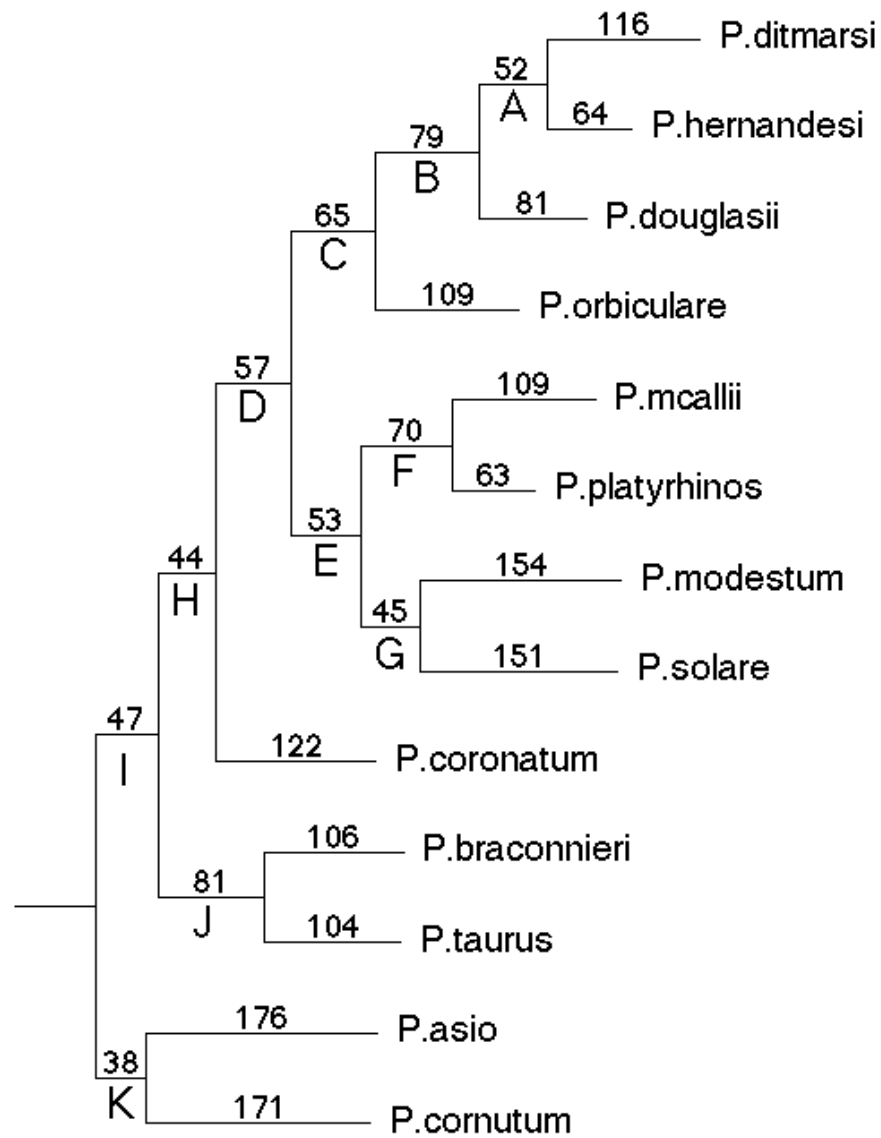 116 P.ditmarsi
52
A
64 P.hernandesi
79
B
81 P.douglasii
65
C
109 P.orbiculare
57
D
109 P.mcallii
70
F
63 P.platyrhinos
53
E
154 P.modestum
45
G
151 P.solare
44
H
47
I
122 P.coronatum
106 P.braconnieri
81
J
104 P.taurus
176 P.asio
38
K
171 P.cornutum